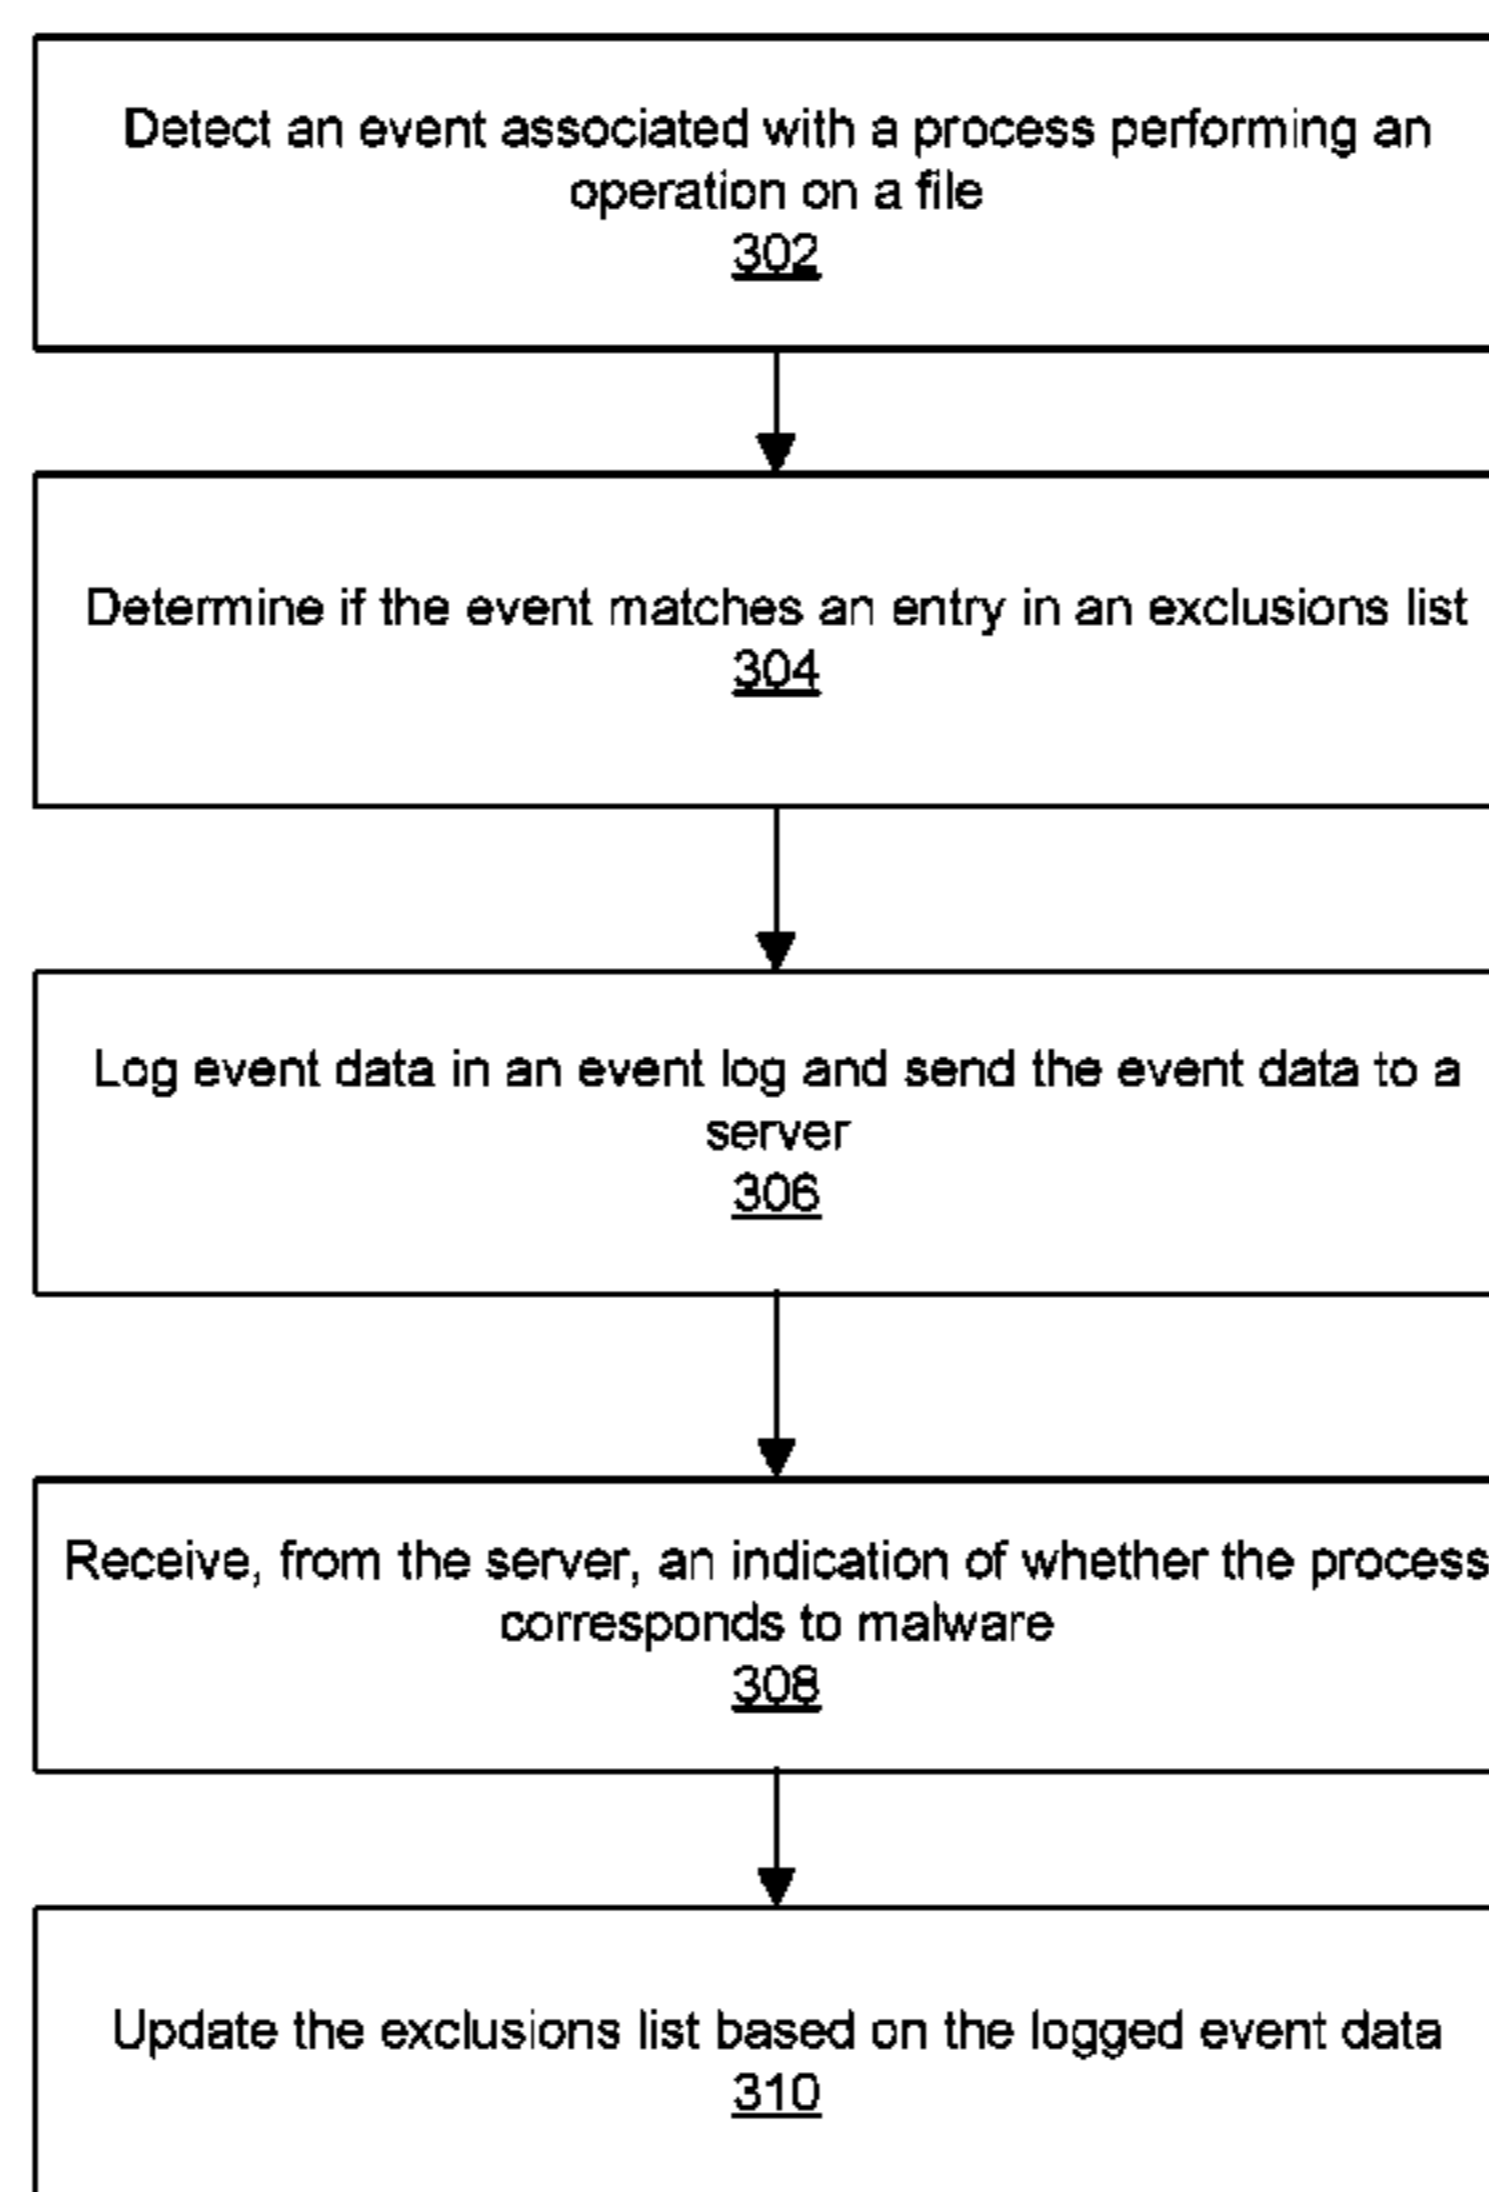 Detect an event associated with a process performing an
operation on a file
302
Determine if the event matches an entry in an exclusions list
304
Log event data in an event log and send the event data to a
server
306
Receive, from the server, an indication of whether the process
corresponds to malware
308
Update the exclusions list based on the logged event data
310